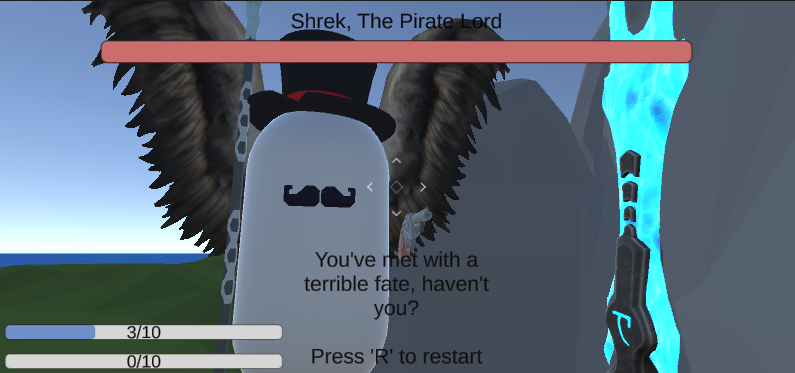 Shrek, The Pirate Lord
You've met with a
terrible fate, haven't
you?
3/10
0/10
Press 'R' to restart